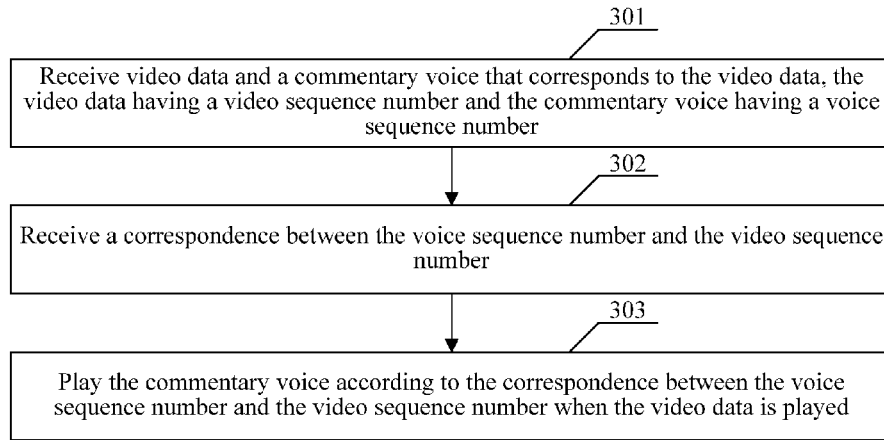 301
Receive video data and a commentary voice that corresponds to the video data, the
video data having a video sequence number and the commentary voice having a voice
sequence number
302
Receive a correspondence between the voice sequence number and the video sequence
number
303
Play the commentary voice according to the correspondence between the voice
sequence number and the video sequence number when the video data is played